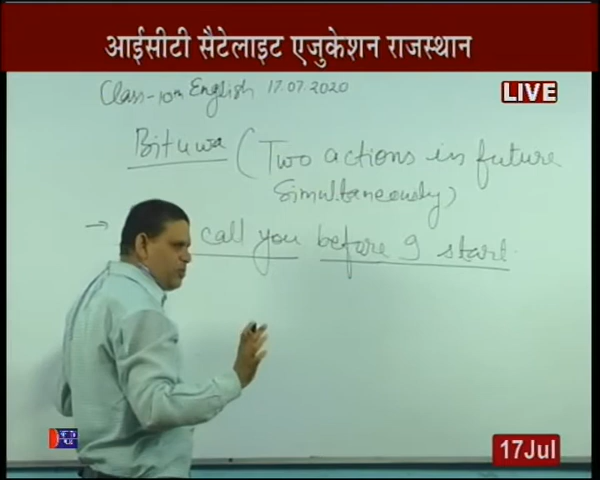 आईसीटी सैटेलाइट एजुकेशन राजस्थान
LIVE
Class-10th English 17.07.2020
Bituwa (Two actions in future
Simultaneously)
→ call you before I start.
17Jul